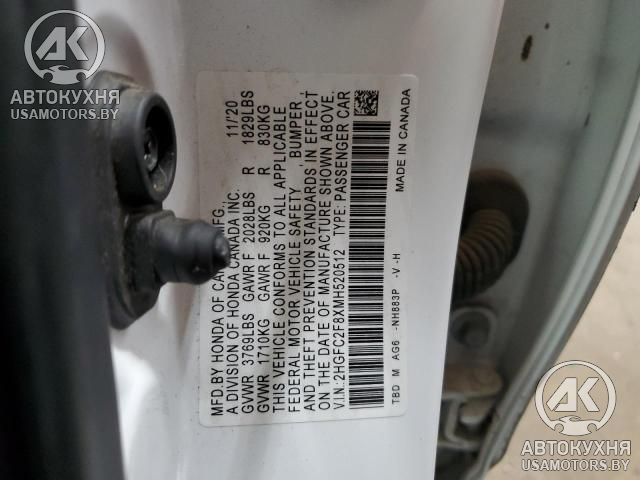 MFD.BY HONDA OF CANADA MFG., 11/'20
A DIVISION OF HONDA CANADA INC.
GVWR 3769LBS GAWR F 2028LBS R 1829LBS
GVWR 1710KG GAWR F 920KG R 830KG
THIS VEHICLE CONFORMS TO ALL APPLICABLE
FEDERAL MOTOR VEHICLE SAFETY, BUMPER,
AND THEFT PREVENTION STANDARDS IN EFFECT
ON THE DATE OF MANUFACTURE SHOWN ABOVE.
V.I.N.:2HGFC2F8XMH520512 TYPE: PASSENGER CAR
TBD M AG6 -NH883P -V -H MADE IN CANADA
AK
АВТОКУХНЯ
USAMOTORS.BY
AK
АВТОКУХНЯ
USAMOTORS.BY